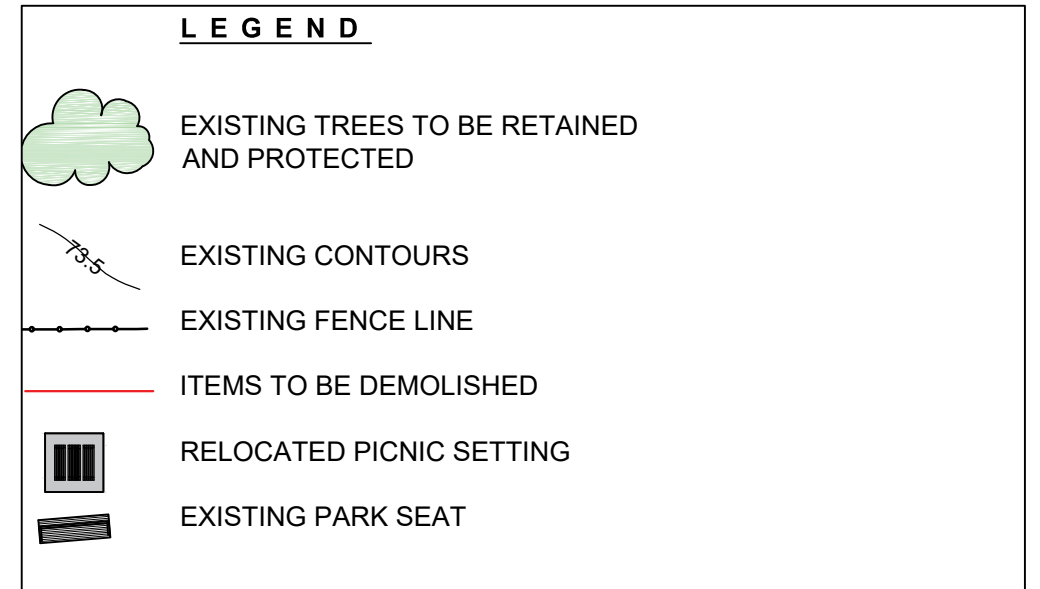 LEGEND
EXISTING TREES TO BE RETAINED
AND PROTECTED
73.5
EXISTING CONTOURS
EXISTING FENCE LINE
ITEMS TO BE DEMOLISHED
RELOCATED PICNIC SETTING
EXISTING PARK SEAT